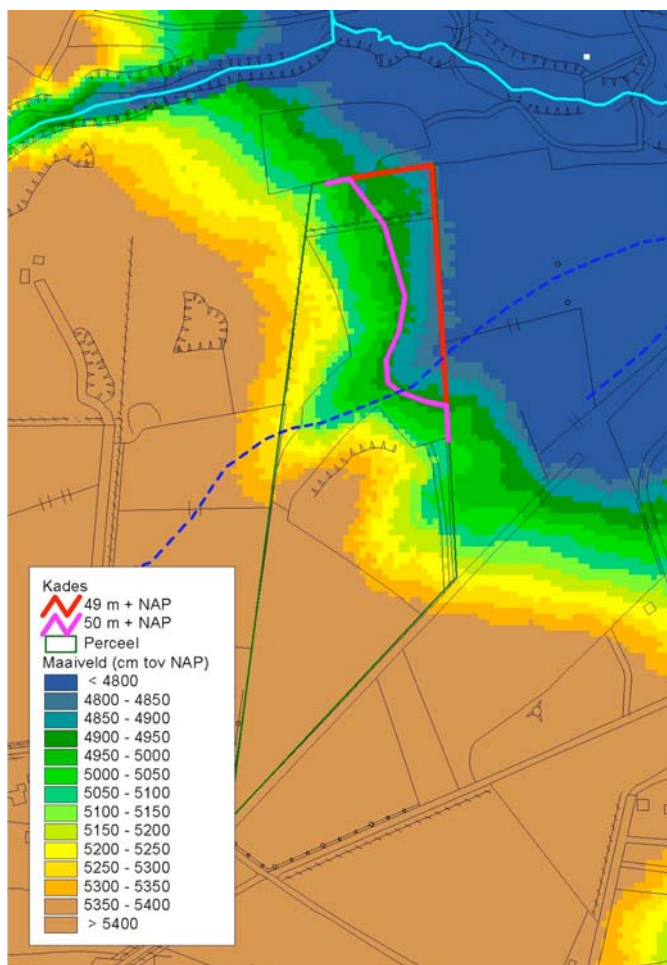 Kades
49 m + NAP
50 m + NAP
Perceel
Maaiveld (cm tov NAP)
< 4800
4800 - 4850
4850 - 4900
4900 - 4950
4950 - 5000
5000 - 5050
5050 - 5100
5100 - 5150
5150 - 5200
5200 - 5250
5250 - 5300
5300 - 5350
5350 - 5400
> 5400